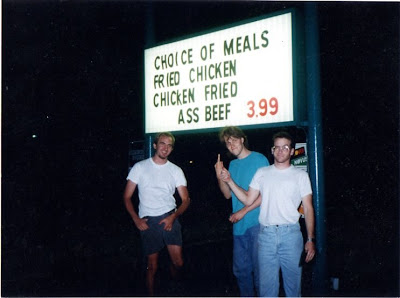 CHOICE OF MEALS
FRIED CHICKEN
CHICKEN FRIED
ASS BEEF 3.99